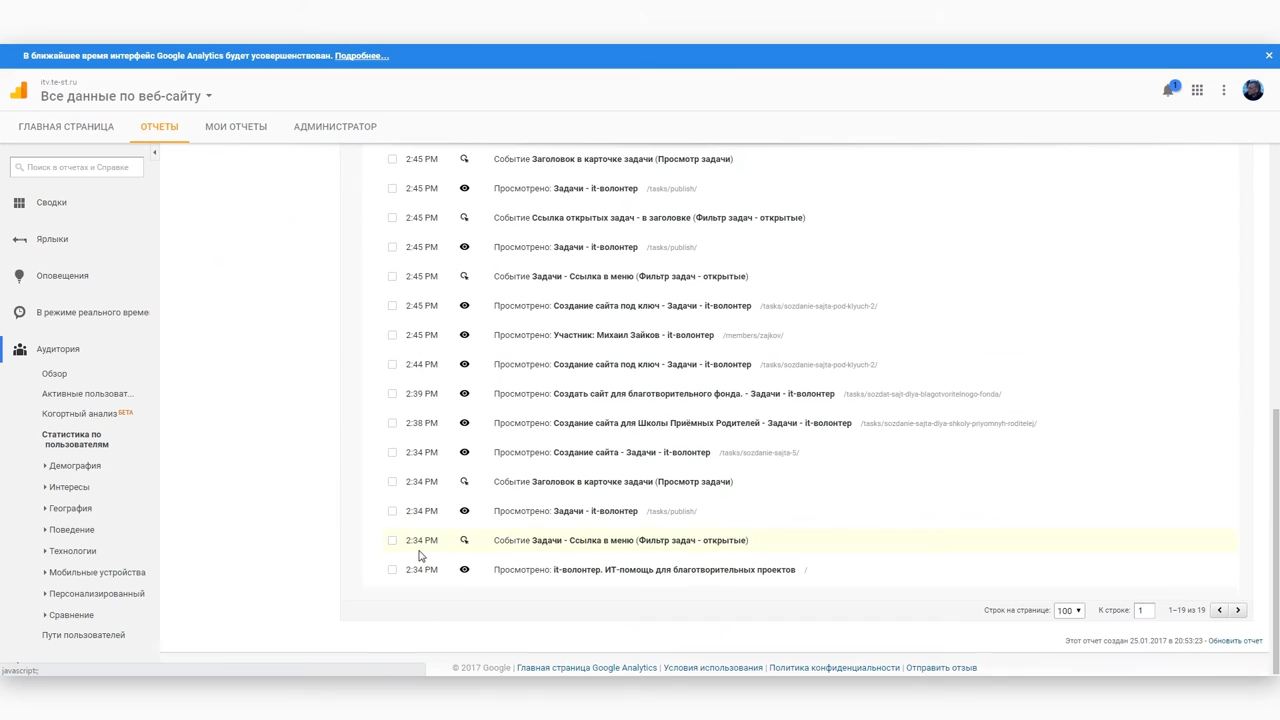 В ближайшее время интерфейс Google Analytics будет усовершенствован. Подробнее...
itv.te-st.ru
Все данные по веб-сайту
1
ГЛАВНАЯ СТРАНИЦА ОТЧЕТЫ МОИ ОТЧЕТЫ АДМИНИСТРАТОР
Поиск в отчетах и Справке
Сводки
Ярлыки
Оповещения
В режиме реального време
Аудитория
Обзор
Активные пользоват...
Когортный анализ БЕТА
Статистика по
пользователям
Демография
Интересы
География
Поведение
Технологии
Мобильные устройства
Персонализированный
Сравнение
Пути пользователей
2:45 PM Событие Заголовок в карточке задачи (Просмотр задачи)
2:45 PM Просмотрено: Задачи - it-волонтер /tasks/publish/
2:45 PM Событие Ссылка открытых задач - в заголовке (Фильтр задач - открытые)
2:45 PM Просмотрено: Задачи - it-волонтер /tasks/publish/
2:45 PM Событие Задачи - Ссылка в меню (Фильтр задач - открытые)
2:45 PM Просмотрено: Создание сайта под ключ - Задачи - it-волонтер /tasks/sozdanie-sajta-pod-klyuch-2/
2:45 PM Просмотрено: Участник: Михаил Зайков - it-волонтер /members/zajkov/
2:44 PM Просмотрено: Создание сайта под ключ - Задачи - it-волонтер /tasks/sozdanie-sajta-pod-klyuch-2/
2:39 PM Просмотрено: Создать сайт для благотворительного фонда. - Задачи - it-волонтер /tasks/sozdat-sajt-dlya-blagotvoritelnogo-fonda/
2:38 PM Просмотрено: Создание сайта для Школы Приёмных Родителей - Задачи - it-волонтер /tasks/sozdanie-sajta-dlya-shkoly-priyomnyh-roditelej/
2:34 PM Просмотрено: Создание сайта - Задачи - it-волонтер /tasks/sozdanie-sajta-5/
2:34 PM Событие Заголовок в карточке задачи (Просмотр задачи)
2:34 PM Просмотрено: Задачи - it-волонтер /tasks/publish/
2:34 PM Событие Задачи - Ссылка в меню (Фильтр задач - открытые)
2:34 PM Просмотрено: it-волонтер. ИТ-помощь для благотворительных проектов /
Строк на странице: 100 К строке: 1 1–19 из 19
Этот отчет создан 25.01.2017 в 20:53:23 - Обновить отчет
javascript:;
© 2017 Google | Главная страница Google Analytics | Условия использования | Политика конфиденциальности | Отправить отзыв